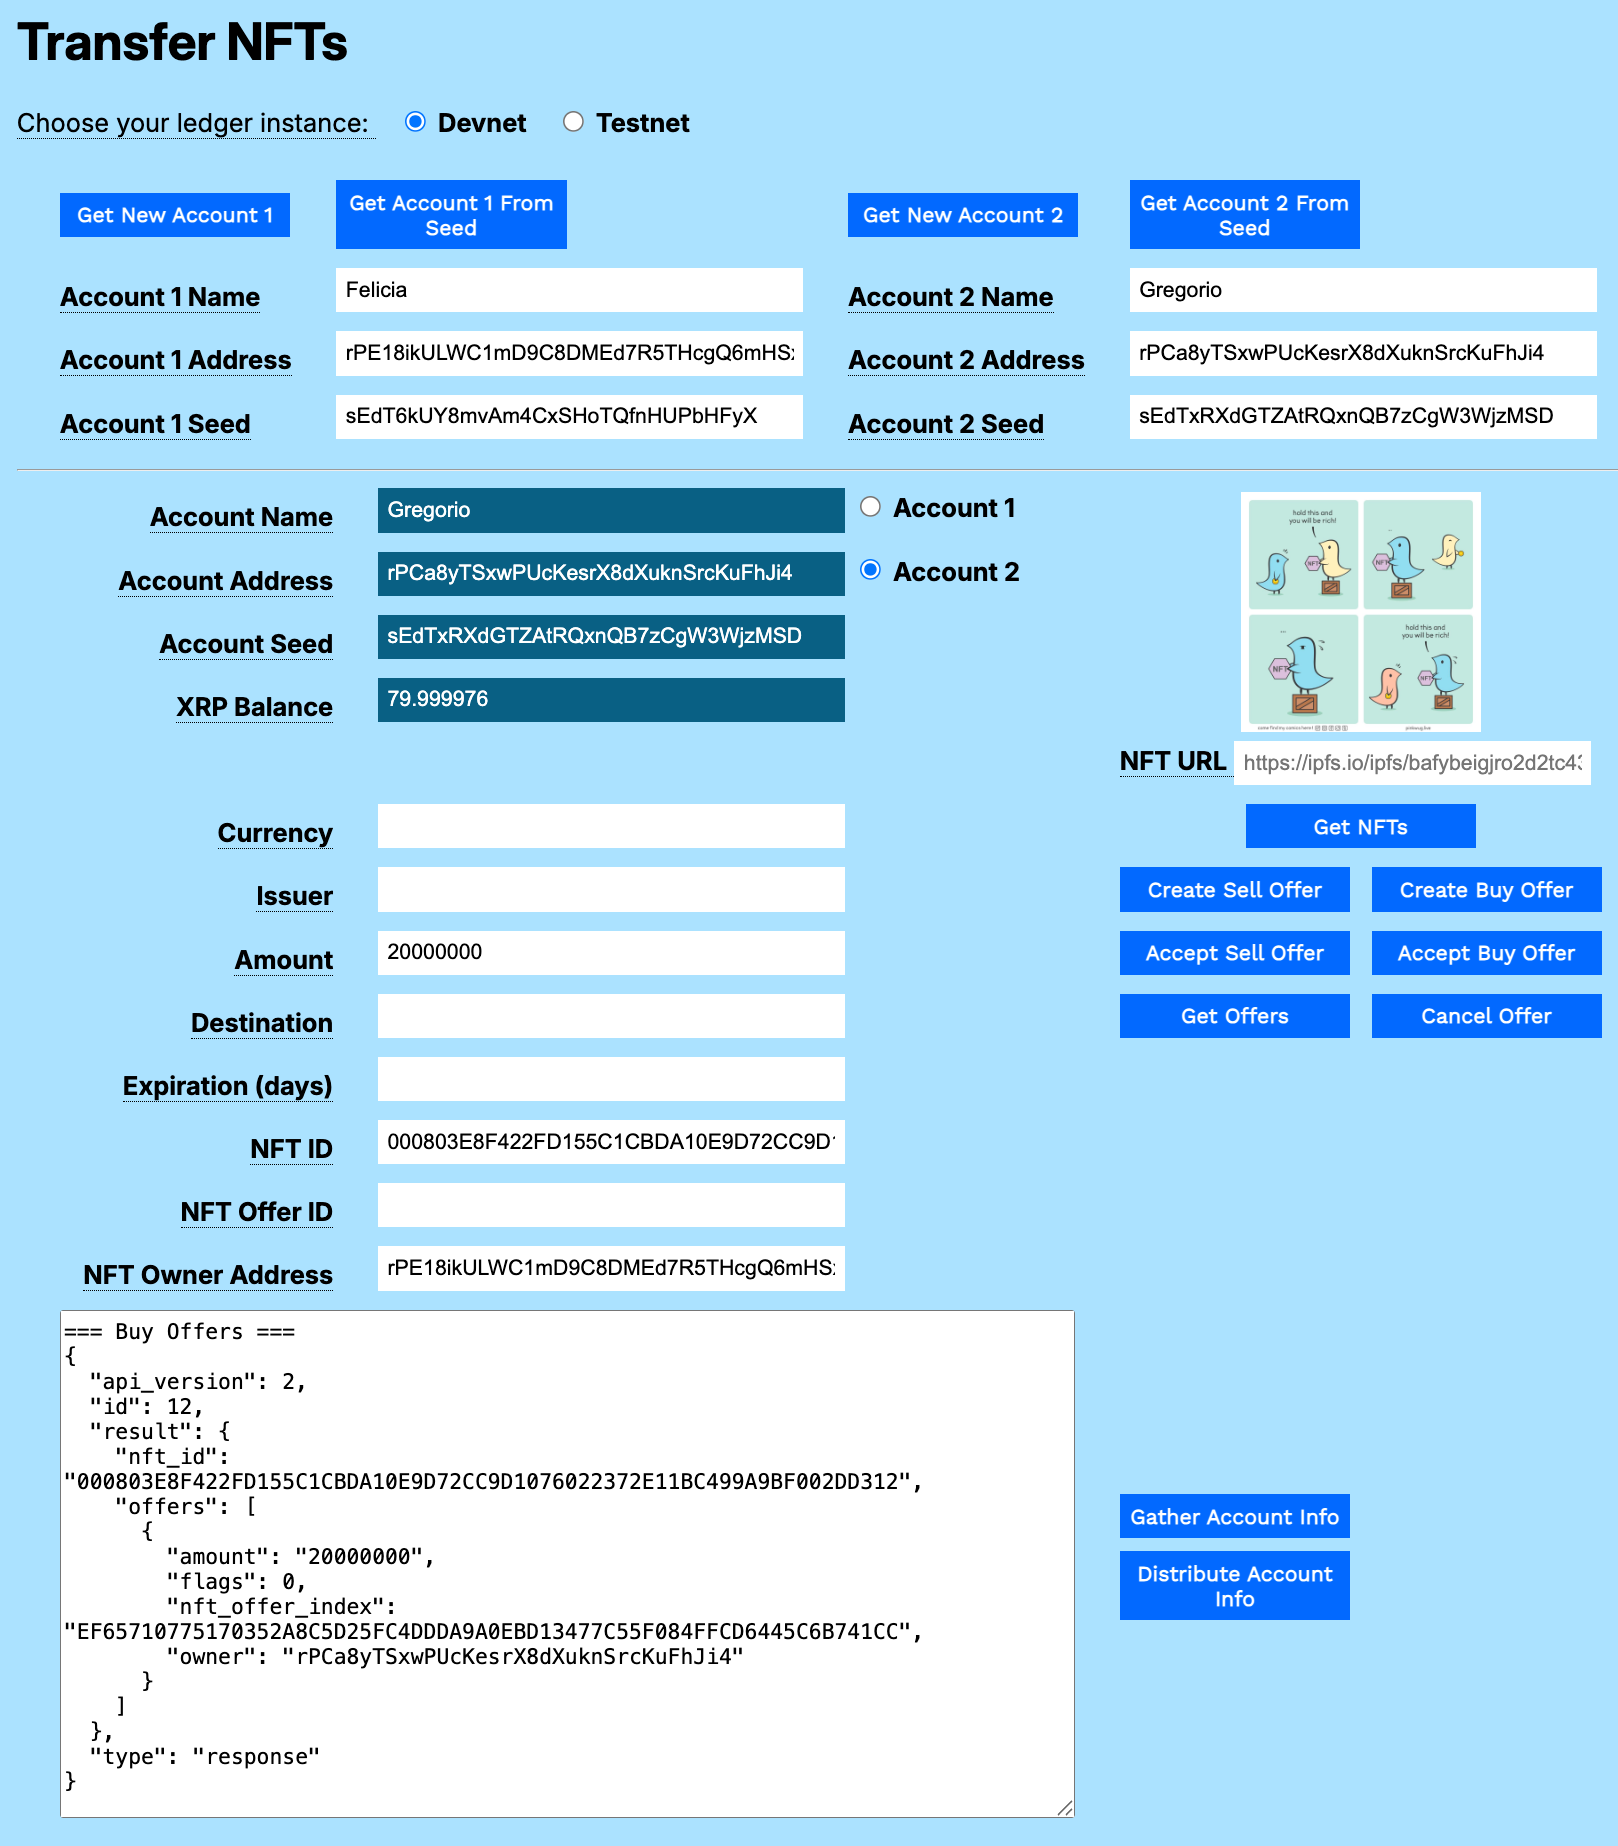 Transfer NFTs
Choose your ledger instance:
Devnet
Testnet
Get New Account 1
Get Account 1 From
Seed
Get New Account 2
Get Account 2 From
Seed
Account 1 Name
Felicia
Account 2 Name
Gregorio
Account 1 Address
rPE18ikULWC1mD9C8DMEd7R5THcgQ6mHS
Account 2 Address
rPCa8yTSxwPUcKesrX8dXuknSrcKuFhJi4
Account 1 Seed
sEdT6kUY8mvAm4CxSHoTQfnHUPbHFyX
Account 2 Seed
sEdTxRXdGTZAtRQxnQB7zCgW3WjzMSD
Account Name
Gregorio
Account 1
Account Address
rPCa8yTSxwPUcKesrX8dXuknSrcKuFhJi4
Account 2
Account Seed
sEdTxRXdGTZAtRQxnQB7zCgW3WjzMSD
XRP Balance
79.999976
hold this and
you will be rich!
NFT
...
NFT
...
NFT
hold this and
you will be rich!
NFT
NFT URL
https://ipfs.io/ipfs/bafybeigjro2d2tc43
Currency
Get NFTs
Issuer
Create Sell Offer
Create Buy Offer
Amount
20000000
Accept Sell Offer
Accept Buy Offer
Destination
Get Offers
Cancel Offer
Expiration (days)
NFT ID
000803E8F422FD155C1CBDA10E9D72CC9D1
NFT Offer ID
NFT Owner Address
rPE18ikULWC1mD9C8DMEd7R5THcgQ6mHS
=== Buy Offers ===
{
"api_version": 2,
"id": 12,
"result": {
"nft_id":
"000803E8F422FD155C1CBDA10E9D72CC9D1076022372E11BC499A9BF002DD312",
"offers": [
{
"amount": "20000000",
"flags": 0,
"nft_offer_index":
"EF65710775170352A8C5D25FC4DDDA9A0EBD13477C55F084FFCD6445C6B741CC",
"owner": "rPCa8yTSxwPUcKesrX8dXuknSrcKuFhJi4"
}
]
},
"type": "response"
}
Gather Account Info
Distribute Account
Info